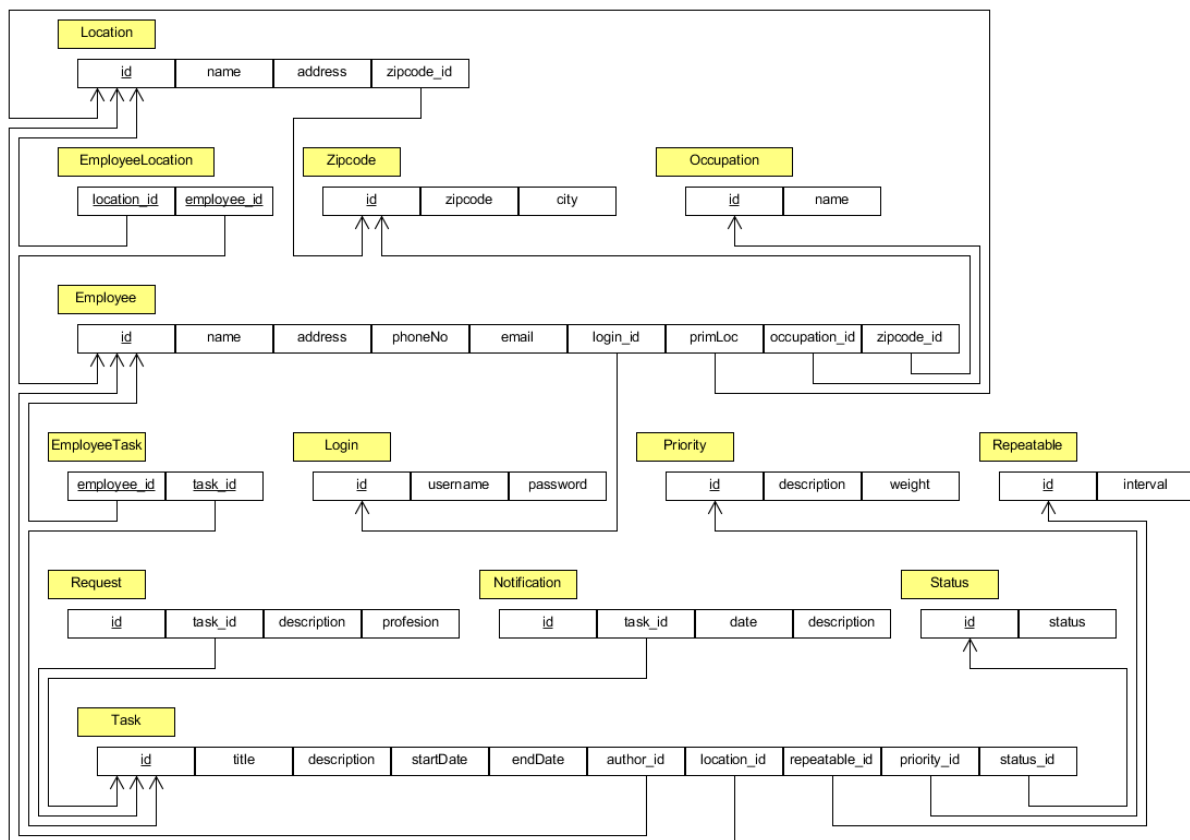 Location
id name address zipcode_id
EmployeeLocation Zipcode Occupation
location_id employee_id id zipcode city id name
Employee
id name address phoneNo email login_id primLoc occupation_id zipcode_id
EmployeeTask Login Priority Repeatable
employee_id task_id id username password id description weight id interval
Request Notification Status
id task_id description profesion id task_id date description id status
Task
id title description startDate endDate author_id location_id repeatable_id priority_id status_id